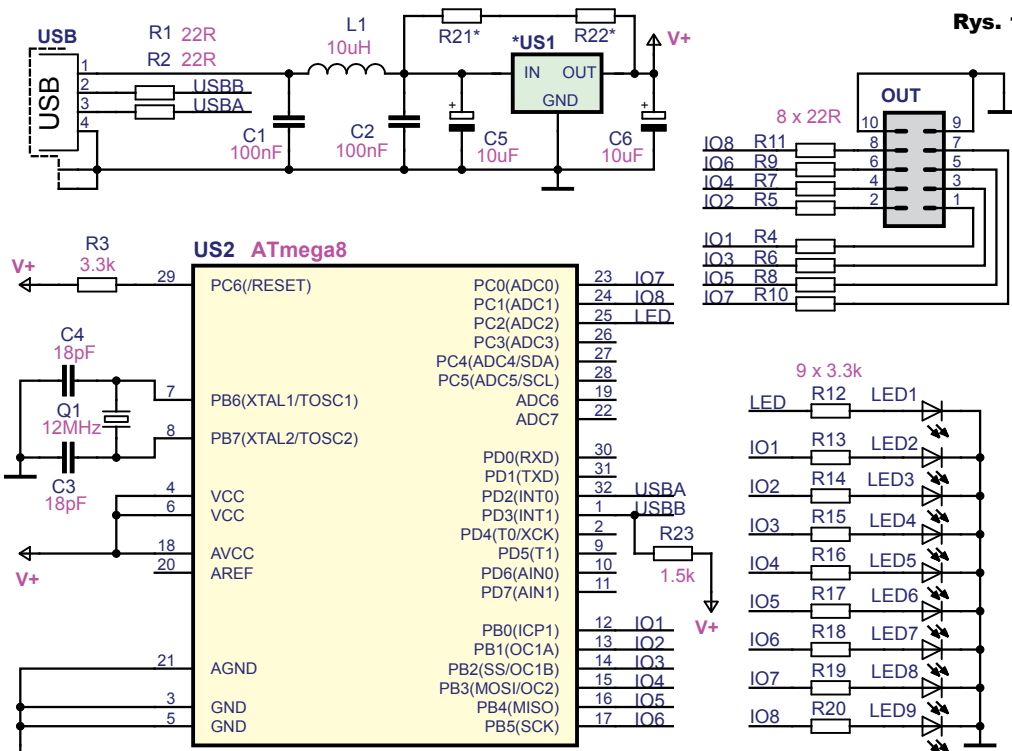 Rys. 1
USB
R1 22R
R2 22R
L1
10uH
R21*
R22*
V+
*US1
IN OUT
GND
USB
1
2
3
4
USBB
USBA
C1
100nF
C2
100nF
C5
10uF
C6
10uF
+
+
OUT
8 x 22R
10 9
8 7
6 5
4 3
2 1
IO8 R11
IO6 R9
IO4 R7
IO2 R5
IO1 R4
IO3 R6
IO5 R8
IO7 R10
US2 ATmega8
R3
3.3k
V+
29 PC6(/RESET)
C4
18pF
Q1
12MHz
C3
18pF
7 PB6(XTAL1/TOSC1)
8 PB7(XTAL2/TOSC2)
4 VCC
6 VCC
18 AVCC
20 AREF
V+
21 AGND
3 GND
5 GND
PC0(ADC0) 23 IO7
PC1(ADC1) 24 IO8
PC2(ADC2) 25 LED
PC3(ADC3) 26
PC4(ADC4/SDA) 27
PC5(ADC5/SCL) 28
ADC6 19
ADC7 22
PD0(RXD) 30
PD1(TXD) 31
PD2(INT0) 32 USBA
PD3(INT1) 1 USBB
PD4(T0/XCK) 2
PD5(T1) 9
PD6(AIN0) 10
PD7(AIN1) 11
R23
1.5k
V+
PB0(ICP1) 12 IO1
PB1(OC1A) 13 IO2
PB2(SS/OC1B) 14 IO3
PB3(MOSI/OC2) 15 IO4
PB4(MISO) 16 IO5
PB5(SCK) 17 IO6
9 x 3.3k
LED R12 LED1
IO1 R13 LED2
IO2 R14 LED3
IO3 R15 LED4
IO4 R16 LED5
IO5 R17 LED6
IO6 R18 LED7
IO7 R19 LED8
IO8 R20 LED9